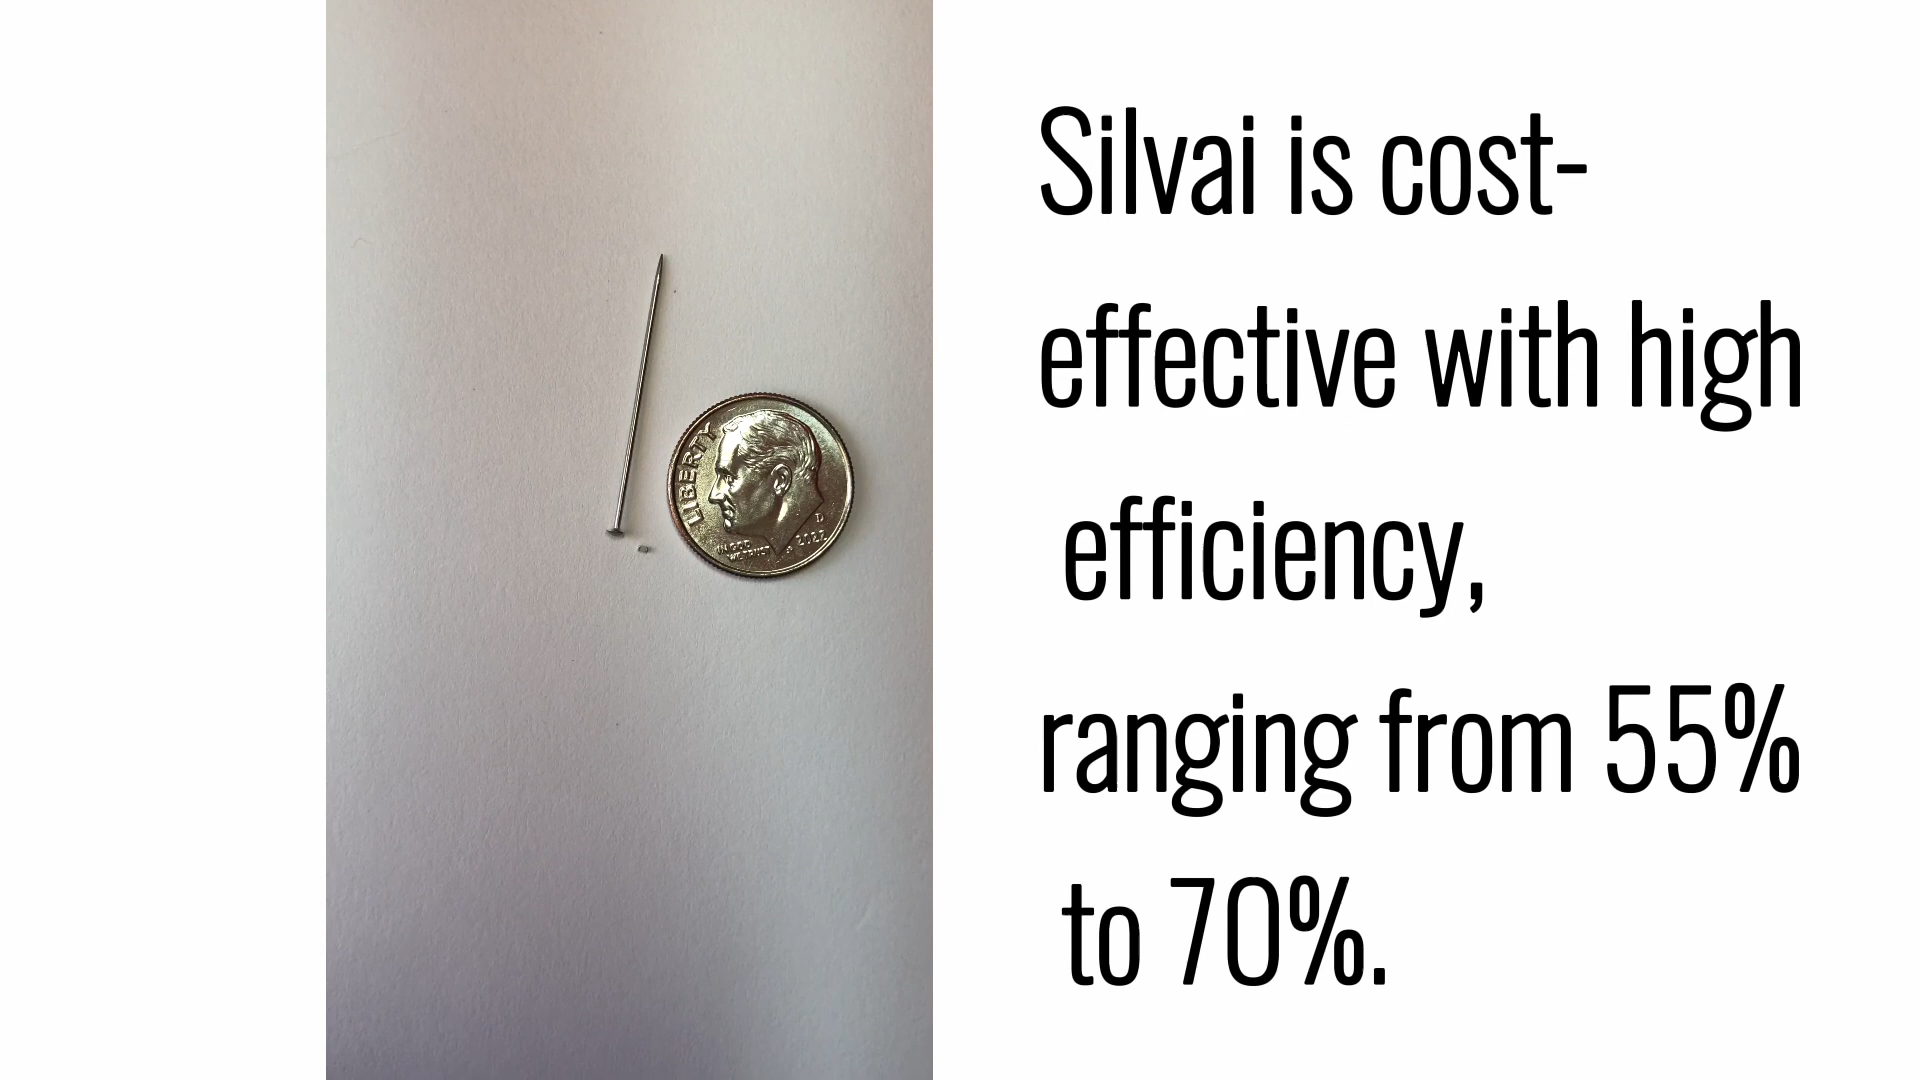 LIBERTY
IN GOD
WE TRUST
D
2022
Silvai is cost-
effective with high
efficiency,
ranging from 55%
to 70%.